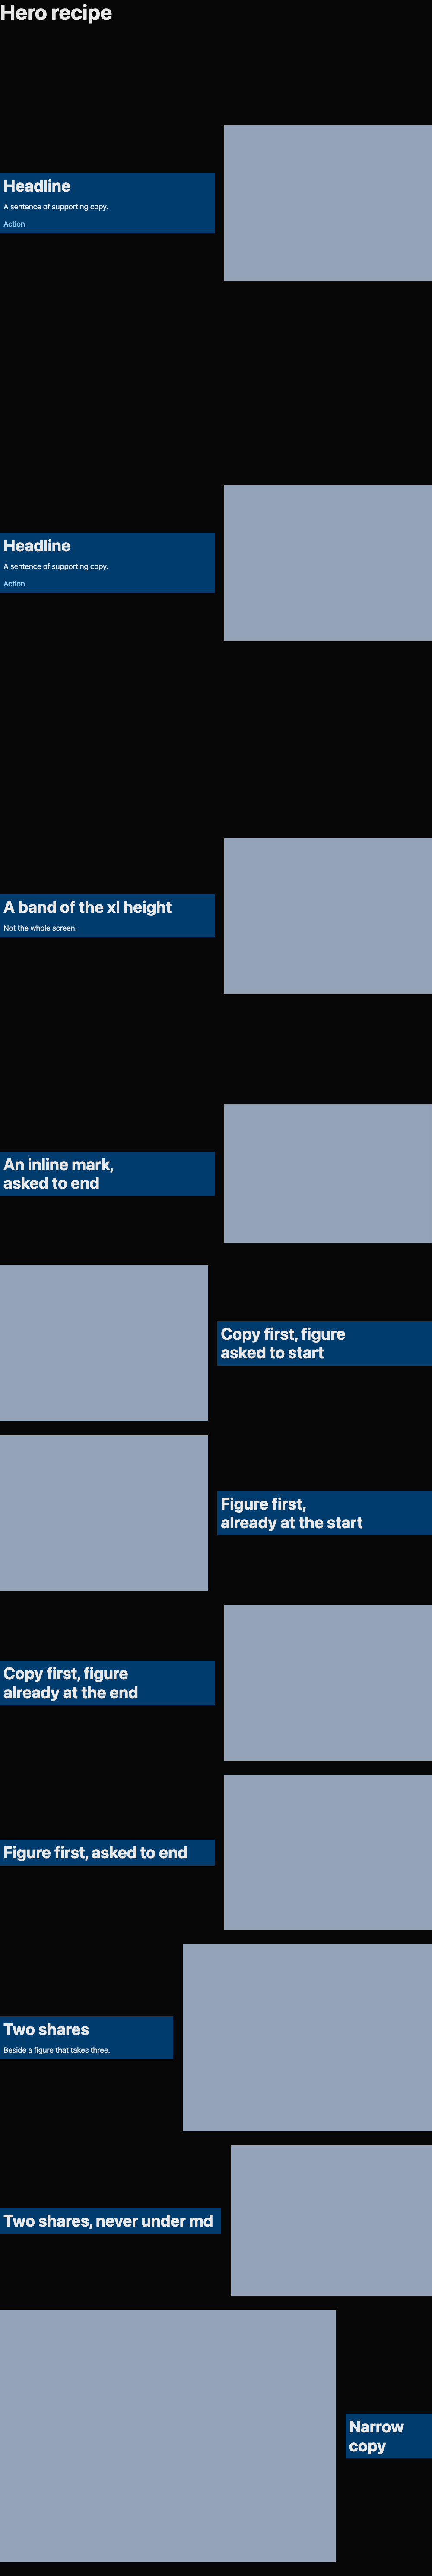 Hero recipe
Headline
A sentence of supporting copy.
Action
Headline
A sentence of supporting copy.
Action
A band of the xl height
Not the whole screen.
An inline mark,
asked to end
Copy first, figure
asked to start
Figure first,
already at the start
Copy first, figure
already at the end
Figure first, asked to end
Two shares
Beside a figure that takes three.
Two shares, never under md
Narrow
copy